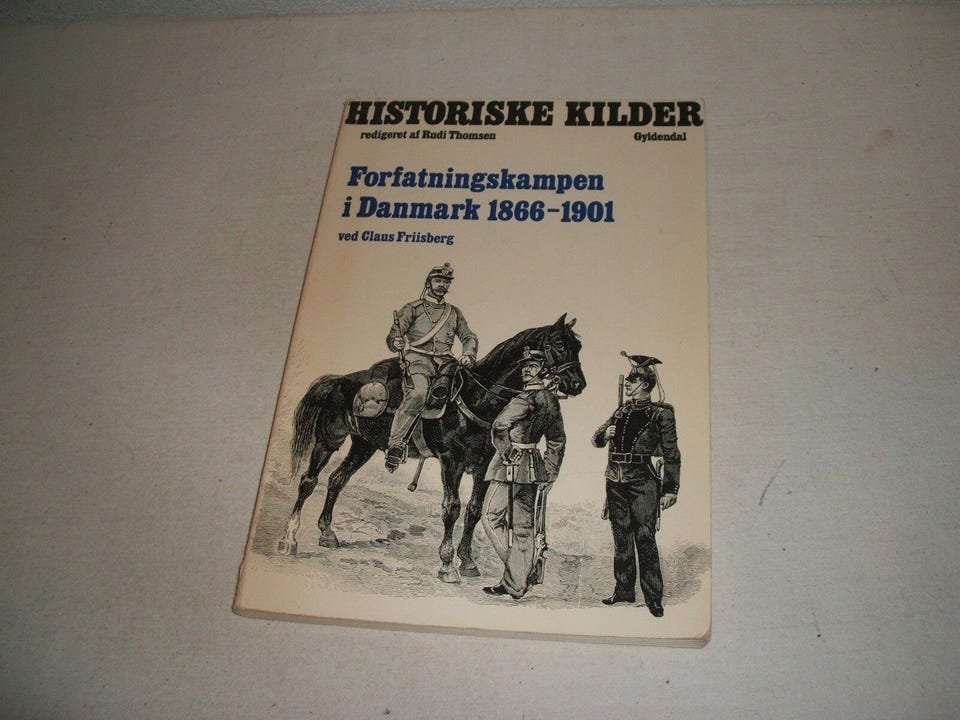 HISTORISKE KILDER
redigeret af Rudi Thomsen Gyldendal
Forfatningskampen
i Danmark 1866-1901
ved Claus Friisberg